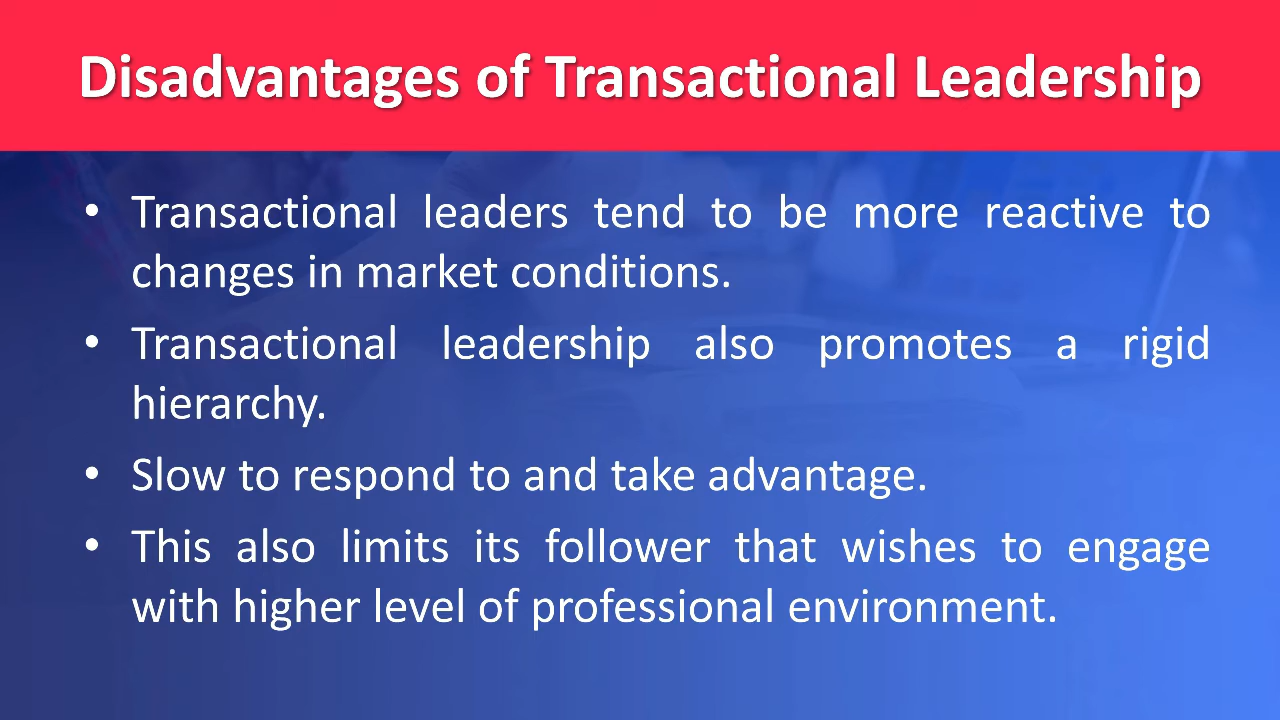 Disadvantages of Transactional Leadership
• Transactional leaders tend to be more reactive to
changes in market conditions.
• Transactional leadership also promotes a rigid
hierarchy.
• Slow to respond to and take advantage.
• This also limits its follower that wishes to engage
with higher level of professional environment.